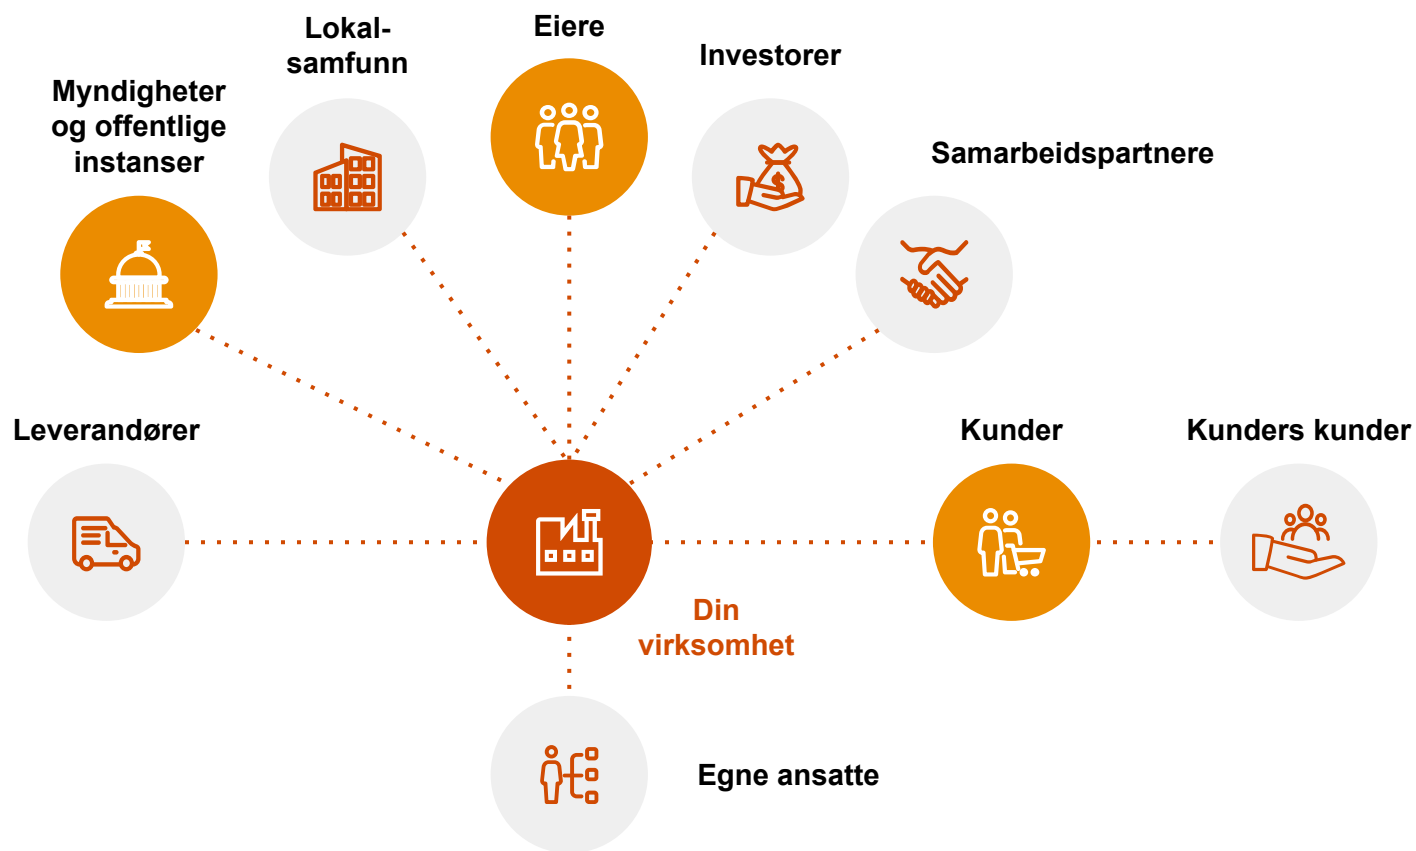 Lokal-
samfunn
Eiere
Investorer
Myndigheter
og offentlige
instanser
Samarbeidspartnere
Leverandører
Kunder
Kunders kunder
Din
virksomhet
Egne ansatte